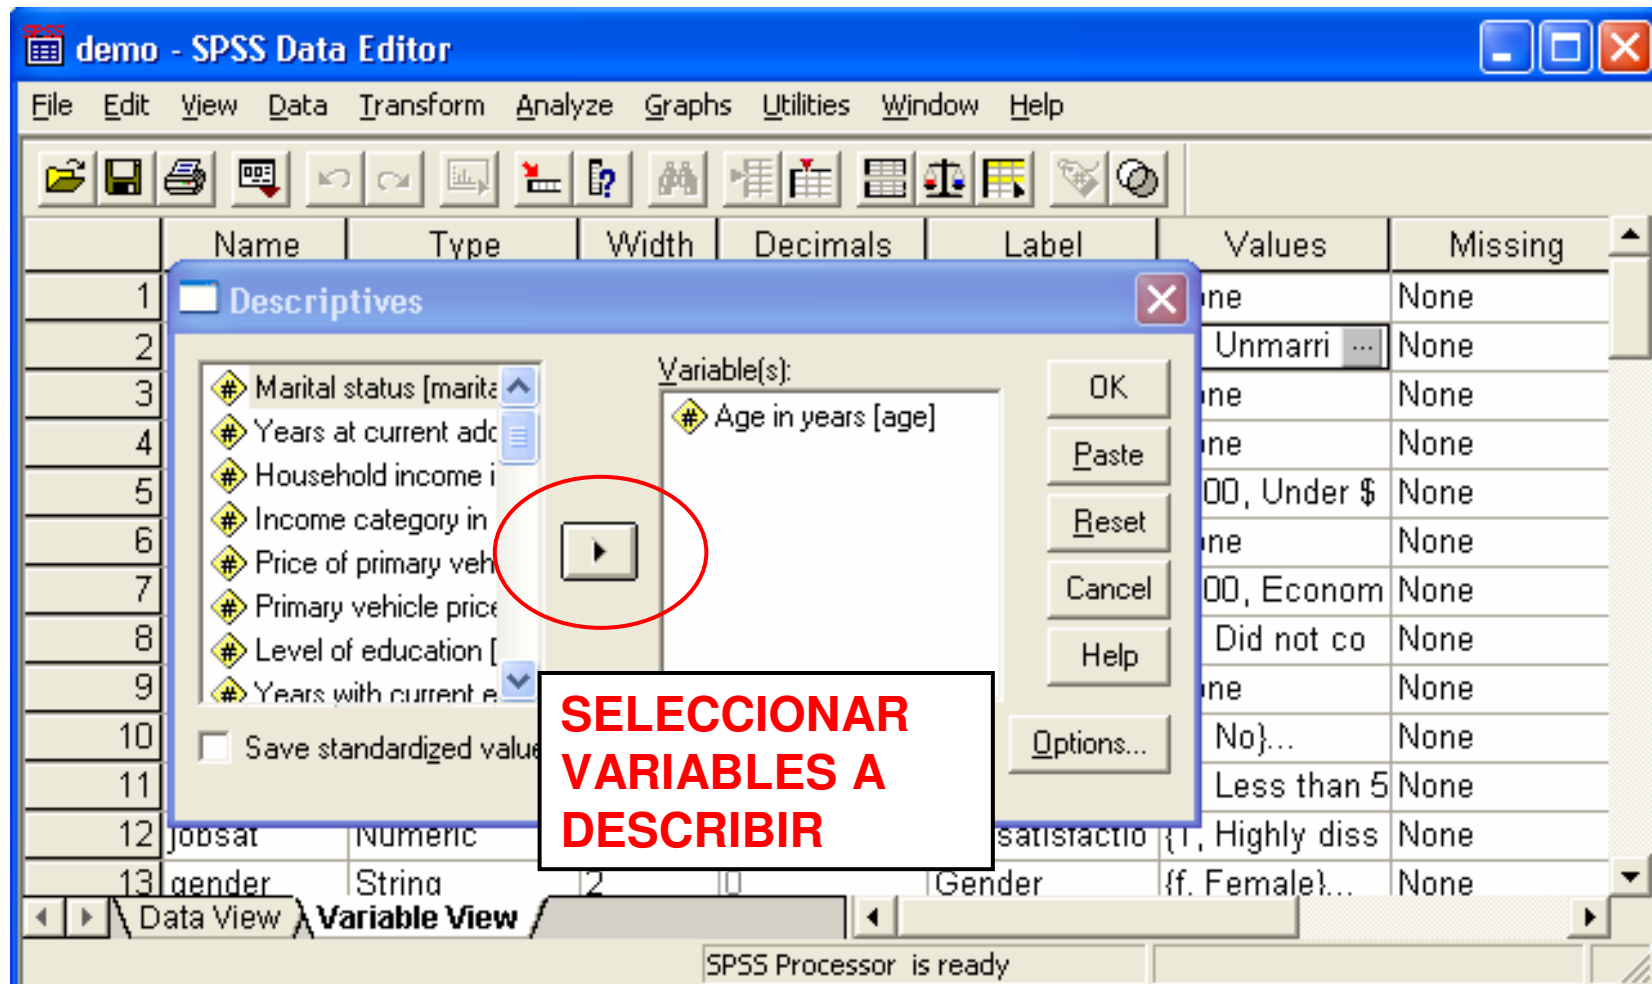 SPSS
demo - SPSS Data Editor
File Edit View Data Transform Analyze Graphs Utilities Window Help
Name Type Width Decimals Label Values Missing
1 None
2 Unmarri ... None
3 None
4 None
5 00, Under $ None
6 None
7 00, Econom None
8 Did not co None
9 None
10 No}... None
11 Less than 5 None
12 jobsat Numeric satisfactio {1, Highly diss None
13 gender String 2 0 Gender {f, Female}... None
Descriptives
Marital status [marita
Years at current add
Household income i
Income category in
Price of primary veh
Primary vehicle price
Level of education [
Years with current e
Save standardized value
Variable(s):
Age in years [age]
OK
Paste
Reset
Cancel
Help
Options...
SELECCIONAR
VARIABLES A
DESCRIBIR
Data View Variable View
SPSS Processor is ready